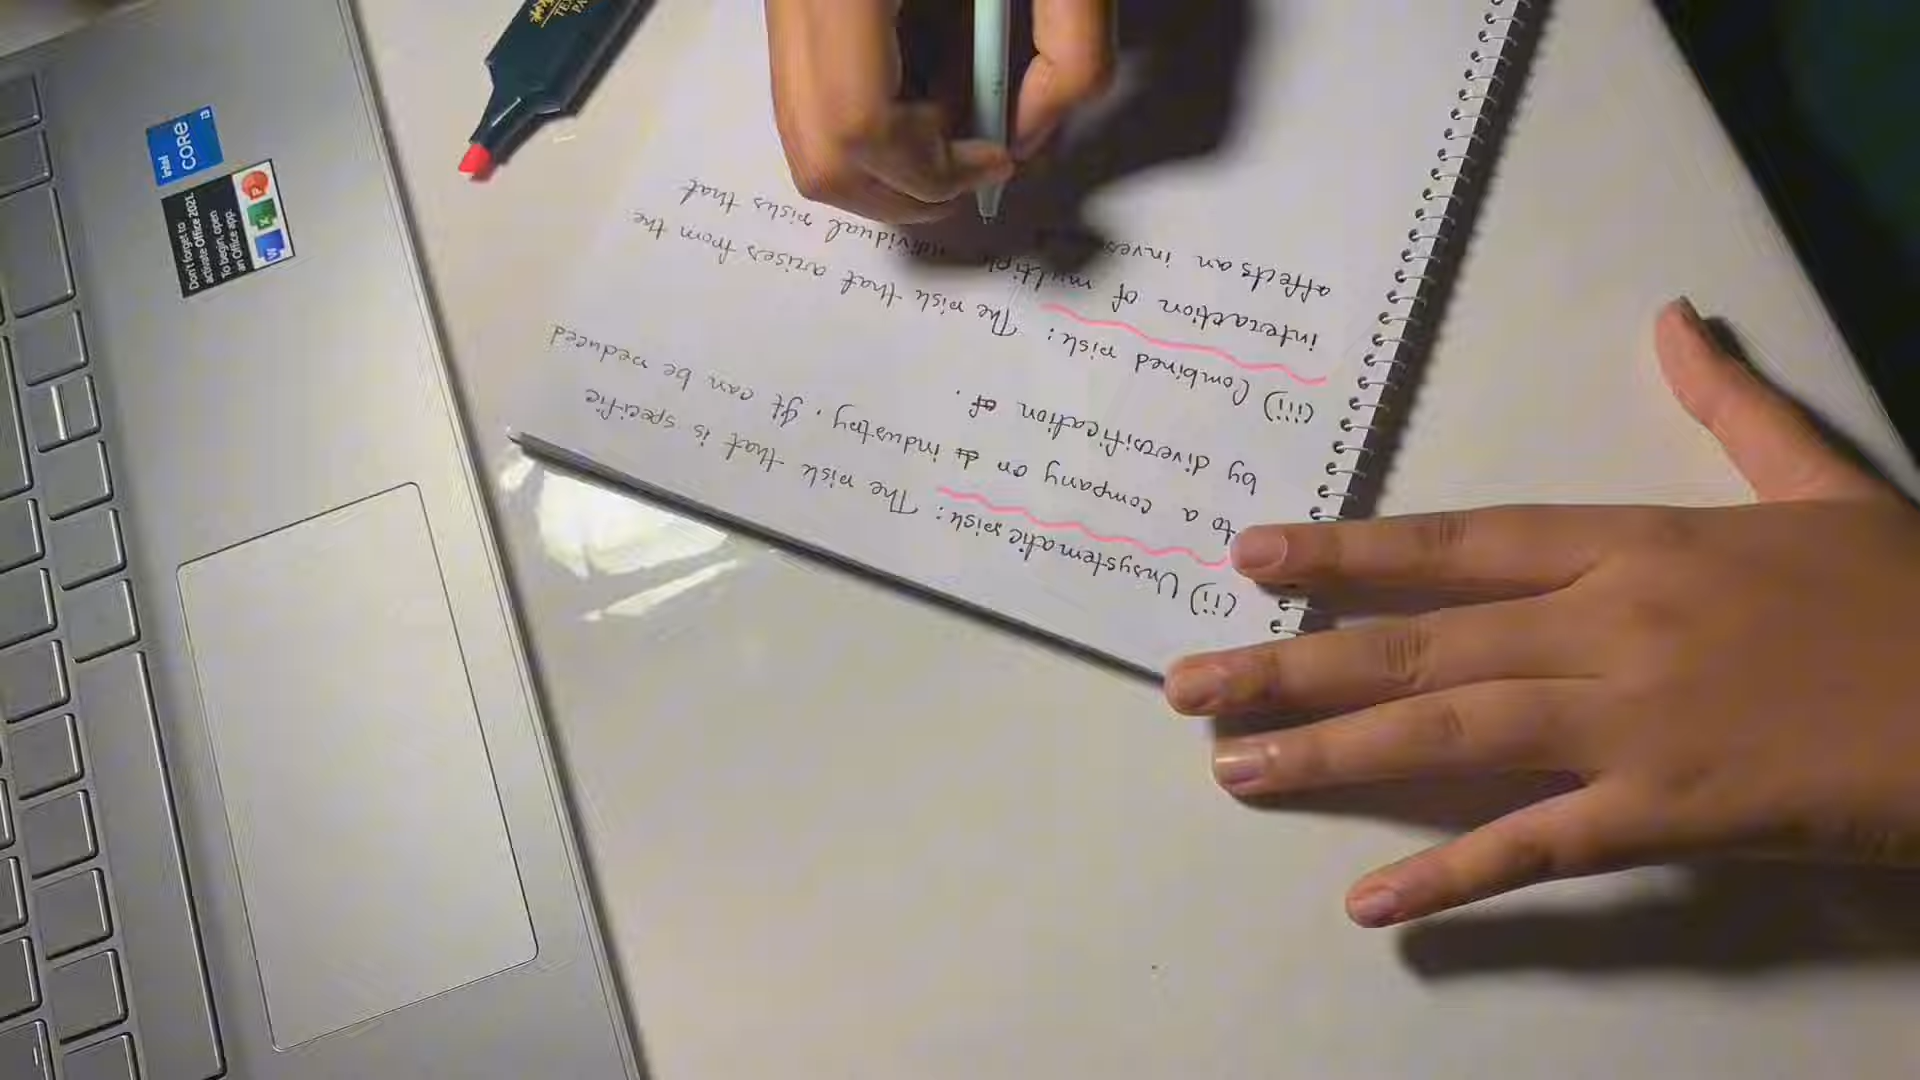 (ii) Unsystematic risk: The risk that is specific
to a company or industry. It can be reduced
by diversification of .
(iii) Combined risk: The risk that arises from the
interaction of multiple individual risks that
affects an inves
intel
CORE
i3
Don't forget to
activate Office 2021.
To begin, open
an Office app.
P
X
W
TEX
PA